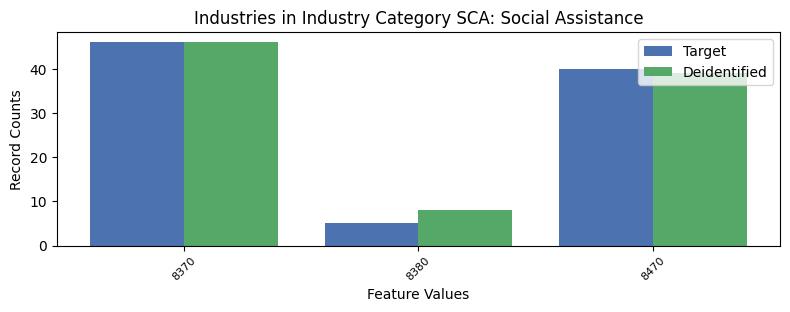 Industries in Industry Category SCA: Social Assistance
Target
Deidentified
Record Counts
40
30
20
10
0
8370
8380
8470
Feature Values